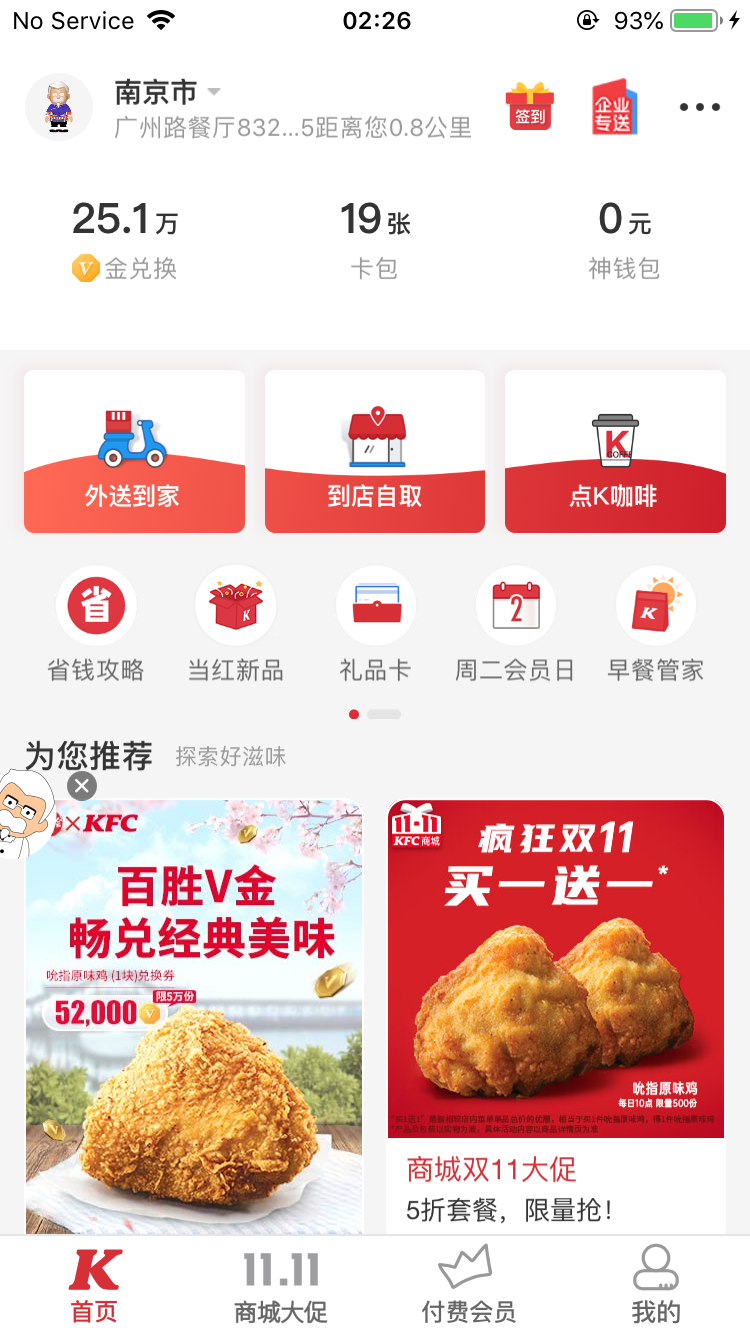 No Service
02:26
93%
南京市
广州路餐厅832...5距离您0.8公里
签到
企业
专送
25.1万
19张
0元
V金兑换
卡包
神钱包
K
COFFEE
外送到家
到店自取
点K咖啡
省
K
2
K
省钱攻略
当红新品
礼品卡
周二会员日
早餐管家
为您推荐
探索好滋味
×KFC
百胜V金
畅兑经典美味
吮指原味鸡 (1块)兑换券
限5万份
52,000
11.11
KFC商城
疯狂双11
买一送一*
吮指原味鸡
每日10点 限量500份
商城双11大促
5折套餐，限量抢！
K
11.11
首页
商城大促
付费会员
我的